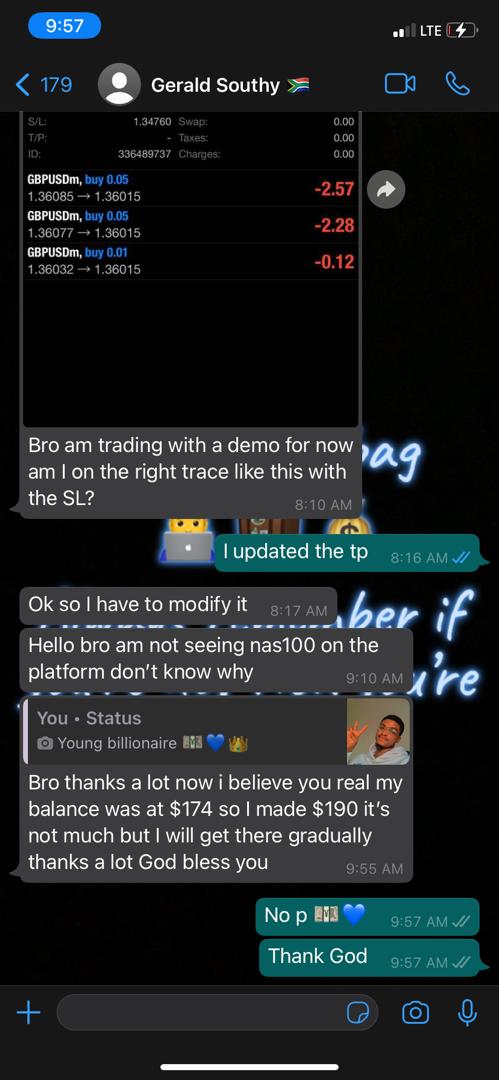 9:57
LTE
179
Gerald Southy 🇿🇦
S/L: 1.34760 Swap: 0.00
T/P: - Taxes: 0.00
ID: 336489737 Charges: 0.00
GBPUSDm, buy 0.05
1.36085 → 1.36015 -2.57
GBPUSDm, buy 0.05
1.36077 → 1.36015 -2.28
GBPUSDm, buy 0.01
1.36032 → 1.36015 -0.12
bag
Bro am trading with a demo for now
am I on the right trace like this with
the SL?
8:10 AM
I updated the tp 8:16 AM
Ok so I have to modify it 8:17 AM
if
Hello bro am not seeing nas100 on the
platform don't know why 9:10 AM
You • Status
Young billionaire 💵💙👑
Bro thanks a lot now i believe you real my
balance was at $174 so I made $190 it's
not much but I will get there gradually
thanks a lot God bless you 9:55 AM
No p 💵💙 9:57 AM
Thank God 9:57 AM